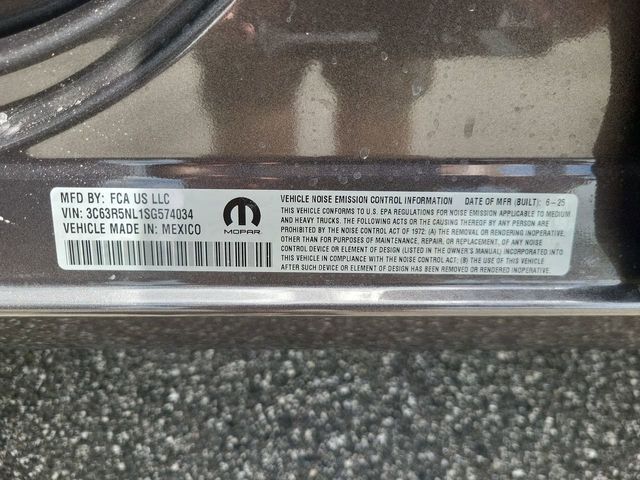 MFD BY: FCA US LLC
VIN: 3C63R5NL1SG574034
VEHICLE MADE IN: MEXICO
MOPAR
VEHICLE NOISE EMISSION CONTROL INFORMATION DATE OF MFR (BUILT): 6-25
THIS VEHICLE CONFORMS TO U.S. EPA REGULATIONS FOR NOISE EMISSION APPLICABLE TO MEDIUM
AND HEAVY TRUCKS. THE FOLLOWING ACTS OR THE CAUSING THEREOF BY ANY PERSON ARE
PROHIBITED BY THE NOISE CONTROL ACT OF 1972: (A) THE REMOVAL OR RENDERING INOPERATIVE,
OTHER THAN FOR PURPOSES OF MAINTENANCE, REPAIR, OR REPLACEMENT, OF ANY NOISE
CONTROL DEVICE OR ELEMENT OF DESIGN (LISTED IN THE OWNER'S MANUAL) INCORPORATED INTO
THIS VEHICLE IN COMPLIANCE WITH THE NOISE CONTROL ACT; (B) THE USE OF THIS VEHICLE
AFTER SUCH DEVICE OR ELEMENT OF DESIGN HAS BEEN REMOVED OR RENDERED INOPERATIVE.